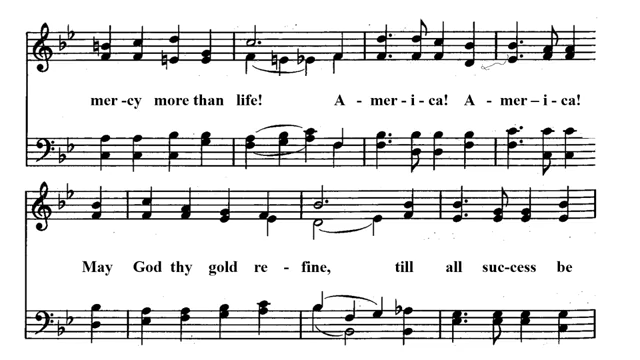 mer-cy more than life! A-mer-i-ca! A-mer-i-ca!
May God thy gold re-fine, till all suc-cess be